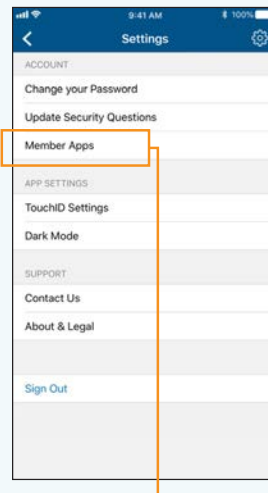 9:41 AM
100%
Settings
ACCOUNT
Change your Password
Update Security Questions
Member Apps
APP SETTINGS
TouchID Settings
Dark Mode
SUPPORT
Contact Us
About & Legal
Sign Out